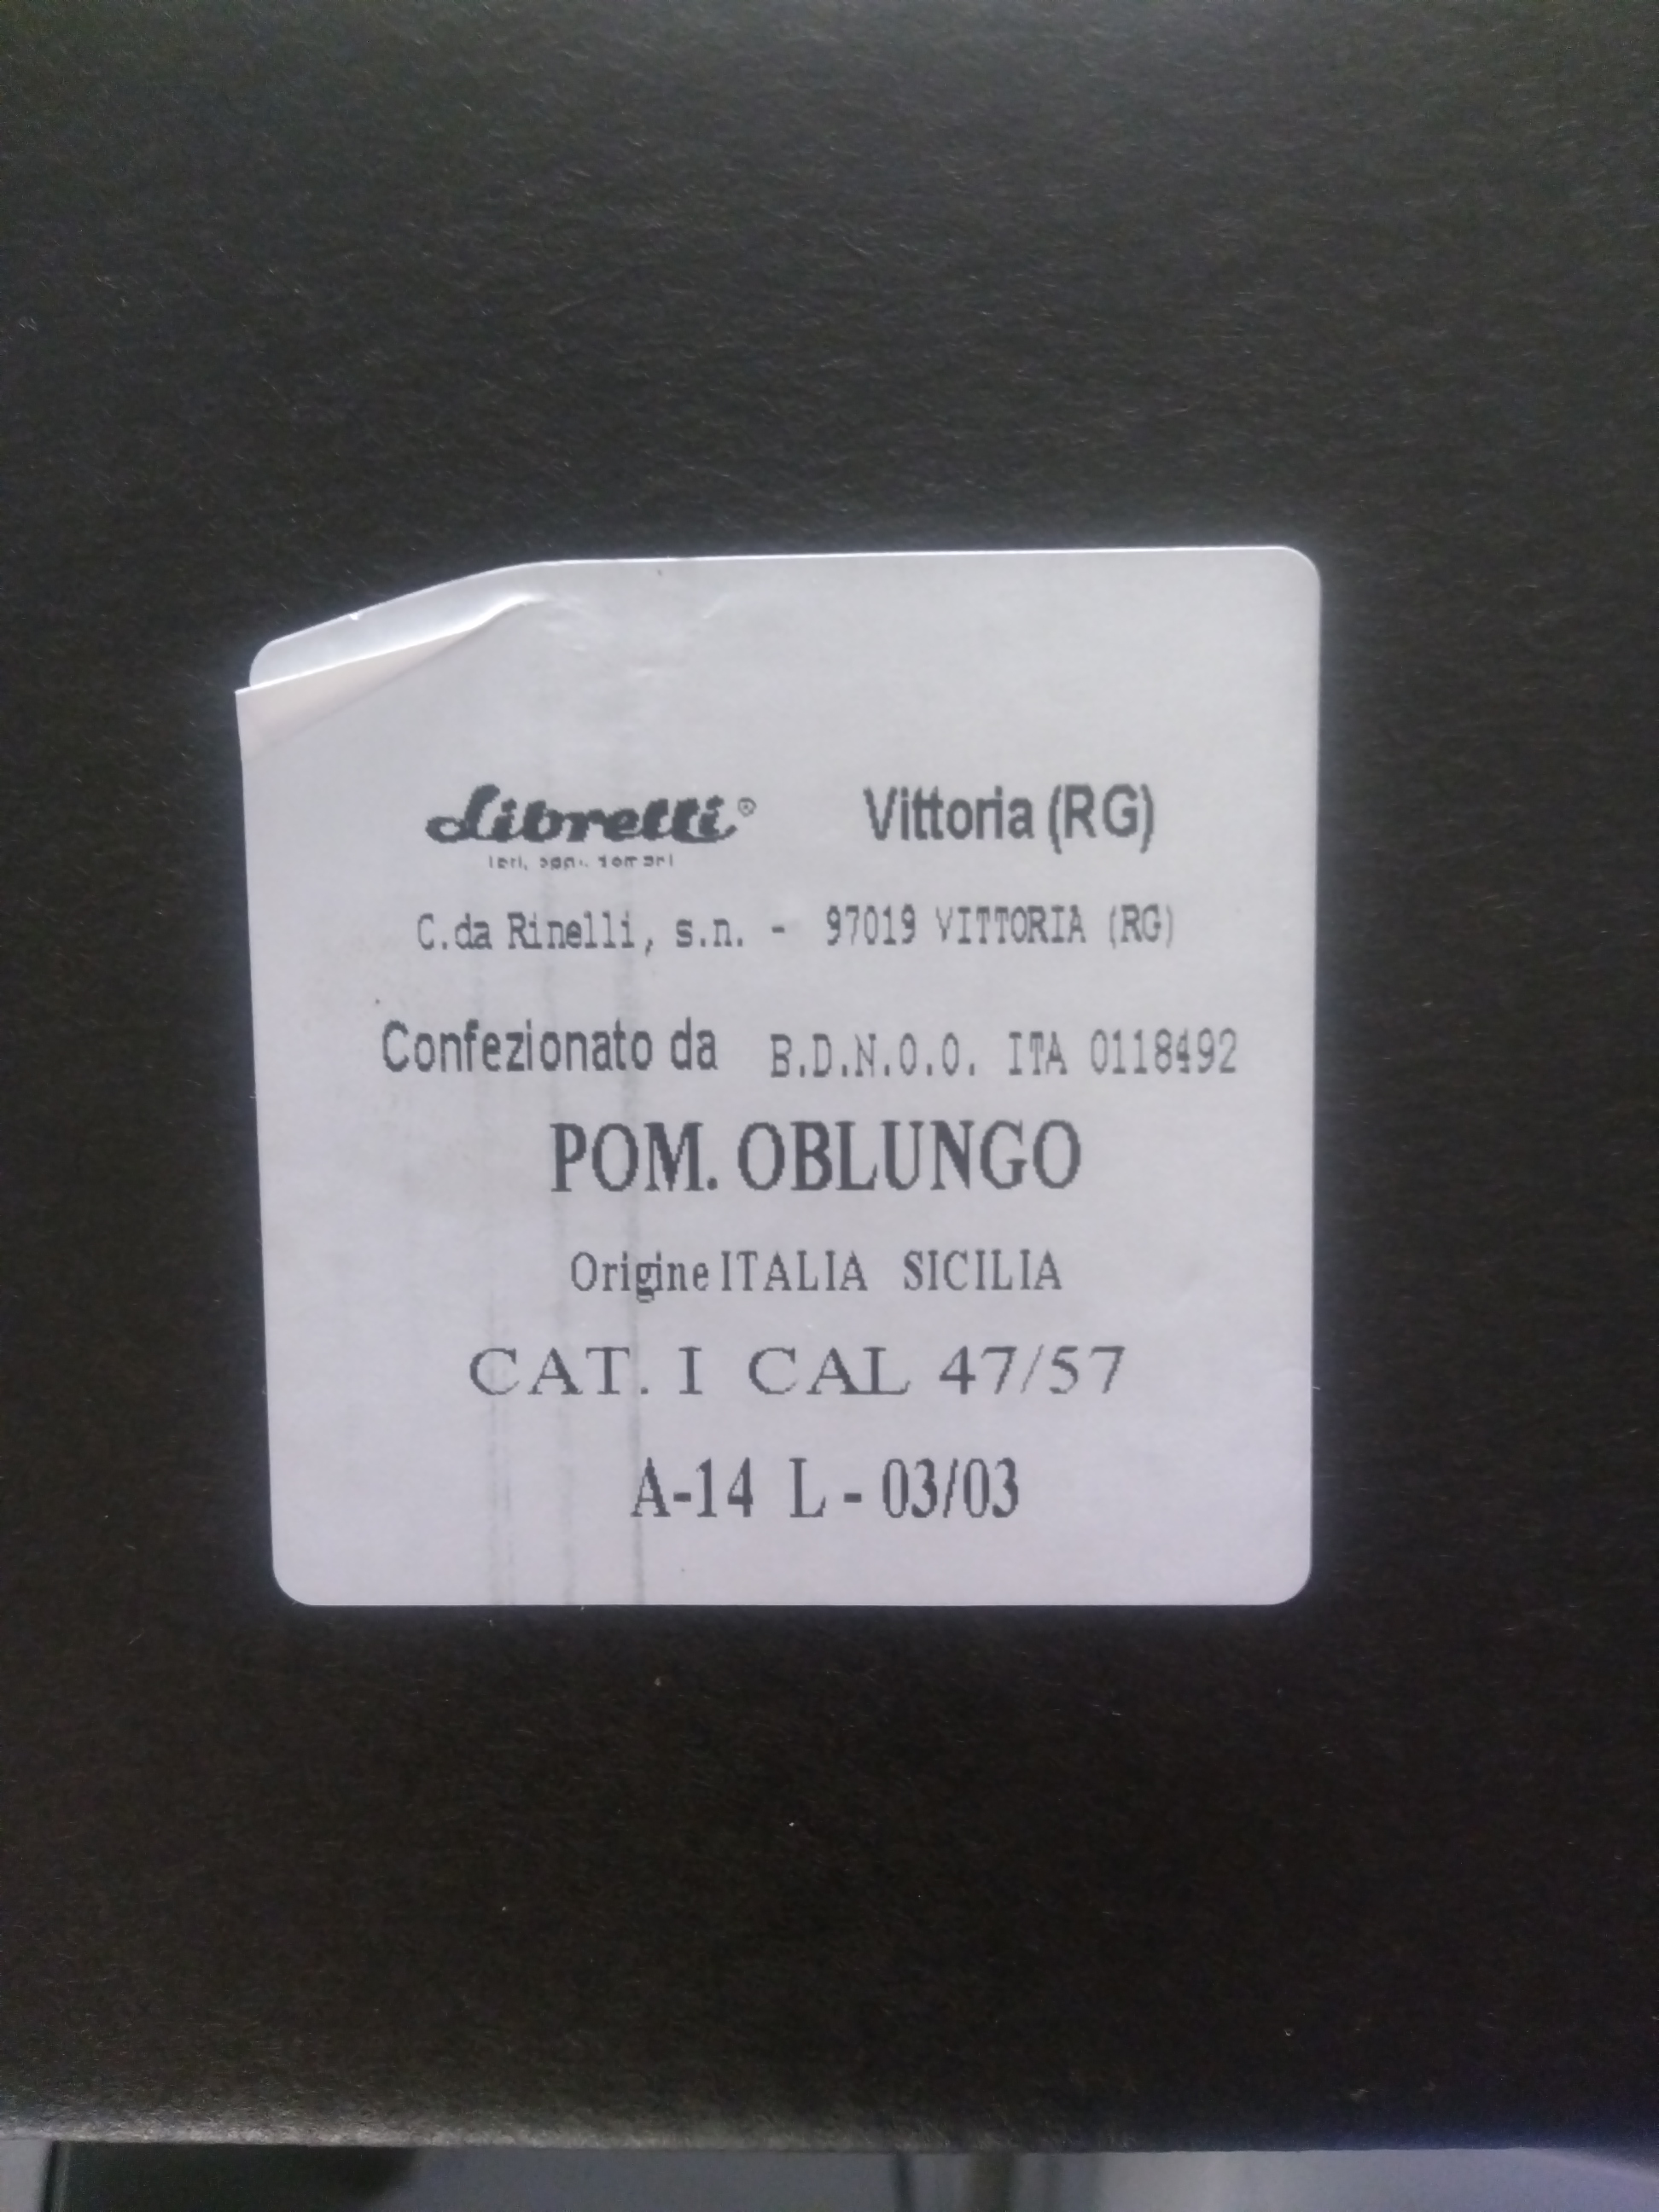 Librelli® Vittoria (RG)
C.da Rinelli, s.n. - 97019 VITTORIA (RG)
Confezionato da B.D.N.O.O. ITA 0118492
POM. OBLUNGO
Origine ITALIA SICILIA
CAT. I CAL 47/57
A-14 L - 03/03